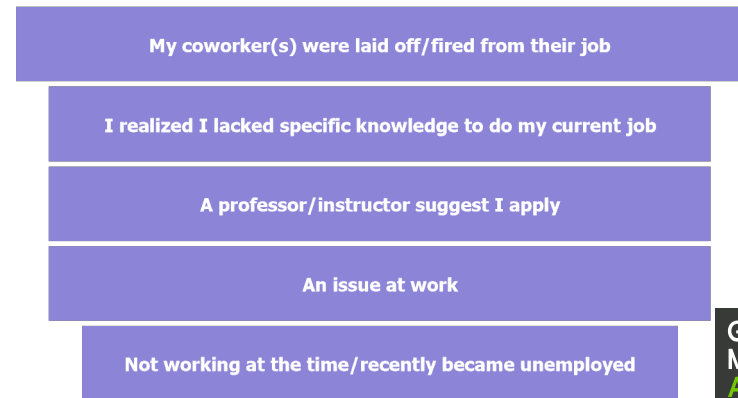 My coworker(s) were laid off/fired from their job
I realized I lacked specific knowledge to do my current job
A professor/instructor suggest I apply
An issue at work
Not working at the time/recently became unemployed
G
M
A